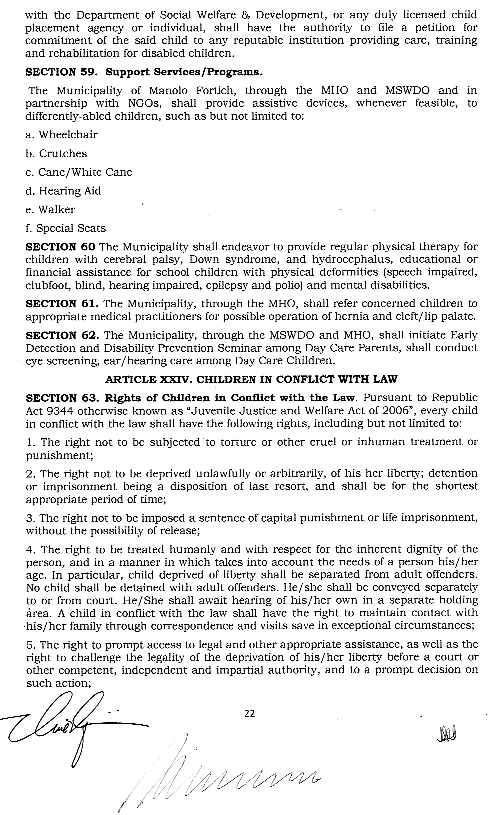 with the Department of Social Welfare & Development, or any duly licensed child
placement agency or individual, shall have the authority to file a petition for
commitment of the said child to any reputable institution providing care, training
and rehabilitation for disabled children.
SECTION 59. Support Services/Programs.
The Municipality of Manolo Fortich, through the MHO and MSWDO and in
partnership with NGOs, shall provide assistive devices, whenever feasible, to
differently-abled children, such as but not limited to:
a. Wheelchair
b. Crutches
c. Cane/White Cane
d. Hearing Aid
e. Walker
f. Special Seats
SECTION 60 The Municipality shall endeavor to provide regular physical therapy for
children with cerebral palsy, Down syndrome, and hydrocephalus, educational or
financial assistance for school children with physical deformities (speech impaired,
clubfoot, blind, hearing impaired, epilepsy and polio) and mental disabilities.
SECTION 61. The Municipality, through the MHO, shall refer concerned children to
appropriate medical practitioners for possible operation of hernia and cleft/lip palate.
SECTION 62. The Municipality, through the MSWDO and MHO, shall initiate Early
Detection and Disability Prevention Seminar among Day Care Parents, shall conduct
eye screening, ear/hearing care among Day Care Children.
ARTICLE XXIV. CHILDREN IN CONFLICT WITH LAW
SECTION 63. Rights of Children in Conflict with the Law. Pursuant to Republic
Act 9344 otherwise known as "Juvenile Justice and Welfare Act of 2006", every child
in conflict with the law shall have the following rights, including but not limited to:
1. The right not to be subjected to torture or other cruel or inhuman treatment or
punishment;
2. The right not to be deprived unlawfully or arbitrarily, of his her liberty; detention
or imprisonment being a disposition of last resort, and shall be for the shortest
appropriate period of time;
3. The right not to be imposed a sentence of capital punishment or life imprisonment,
without the possibility of release;
4. The right to be treated humanly and with respect for the inherent dignity of the
person, and in a manner in which takes into account the needs of a person his/her
age. In particular, child deprived of liberty shall be separated from adult offenders.
No child shall be detained with adult offenders. He/she shall be conveyed separately
to or from court. He/She shall await hearing of his/her own in a separate holding
area. A child in conflict with the law shall have the right to maintain contact with
his/her family through correspondence and visits save in exceptional circumstances;
5. The right to prompt access to legal and other appropriate assistance, as well as the
right to challenge the legality of the deprivation of his/her liberty before a court or
other competent, independent and impartial authority, and to a prompt decision on
such action;
22